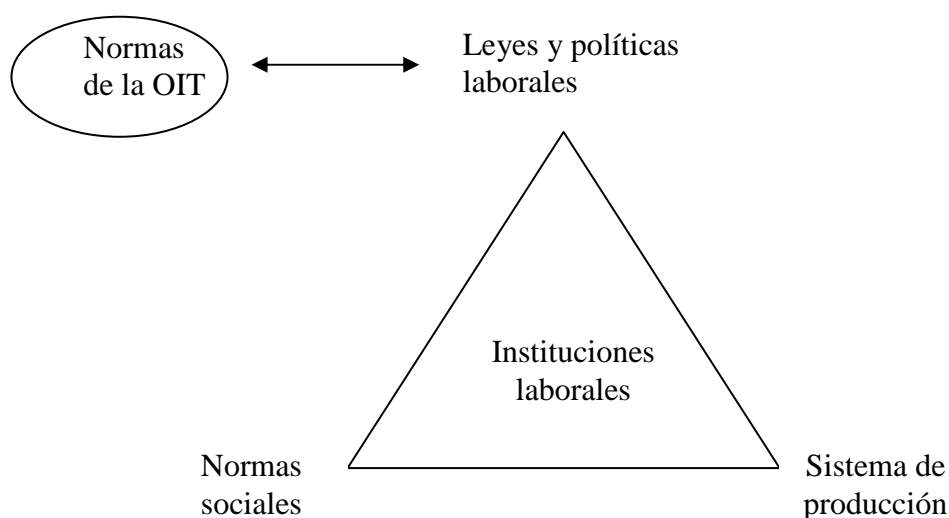 Normas
de la OIT
Leyes y políticas
laborales
Instituciones
laborales
Normas
sociales
Sistema de
producción